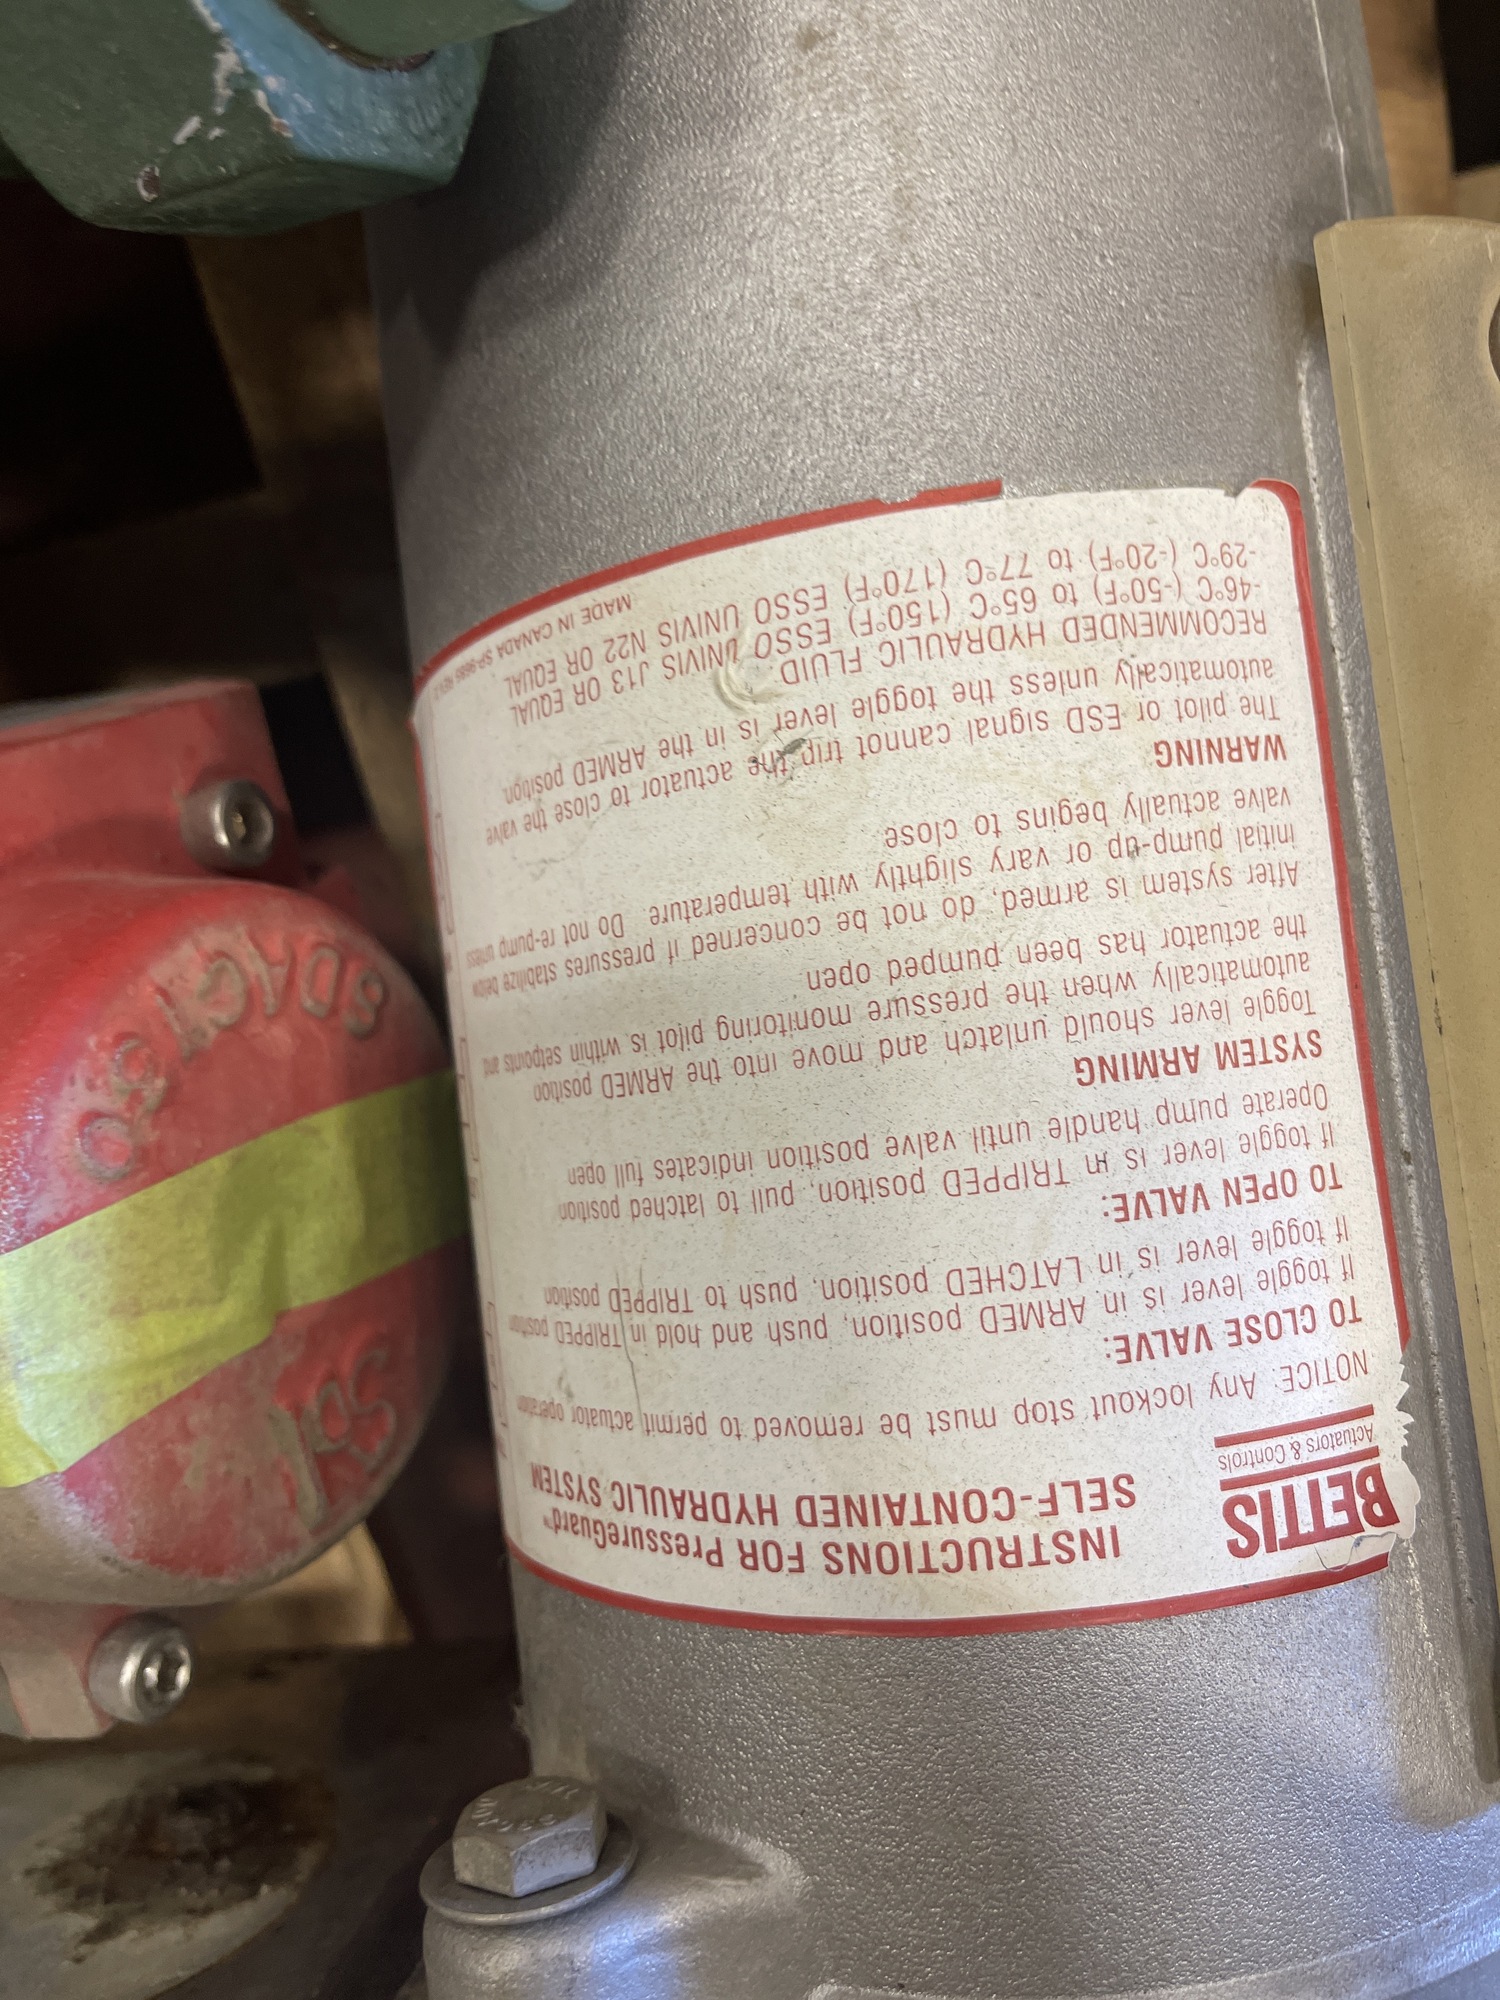 BETTIS
Actuators & Controls
INSTRUCTIONS FOR PressureGuard™
SELF-CONTAINED HYDRAULIC SYSTEM
NOTICE: Any lockout stop must be removed to permit actuator operation
TO CLOSE VALVE:
If toggle lever is in ARMED position, push and hold in TRIPPED position
If toggle lever is in LATCHED position, push to TRIPPED position
TO OPEN VALVE:
If toggle lever is in TRIPPED position, pull to latched position
Operate pump handle until valve position indicates full open
SYSTEM ARMING
Toggle lever should unlatch and move into the ARMED position
automatically when the pressure monitoring pilot is within setpoints and
the actuator has been pumped open
After system is armed, do not be concerned if pressures stabilize below
initial pump-up or vary slightly with temperature. Do not re-pump unless
valve actually begins to close
WARNING
The pilot or ESD signal cannot trip the actuator to close the valve
automatically unless the toggle lever is in the ARMED position.
RECOMMENDED HYDRAULIC FLUID:
-46°C (-50°F) to 65°C (150°F) ESSO UNIVIS J13 OR EQUAL
-29°C (-20°F) to 77°C (170°F) ESSO UNIVIS N22 OR EQUAL
MADE IN CANADA